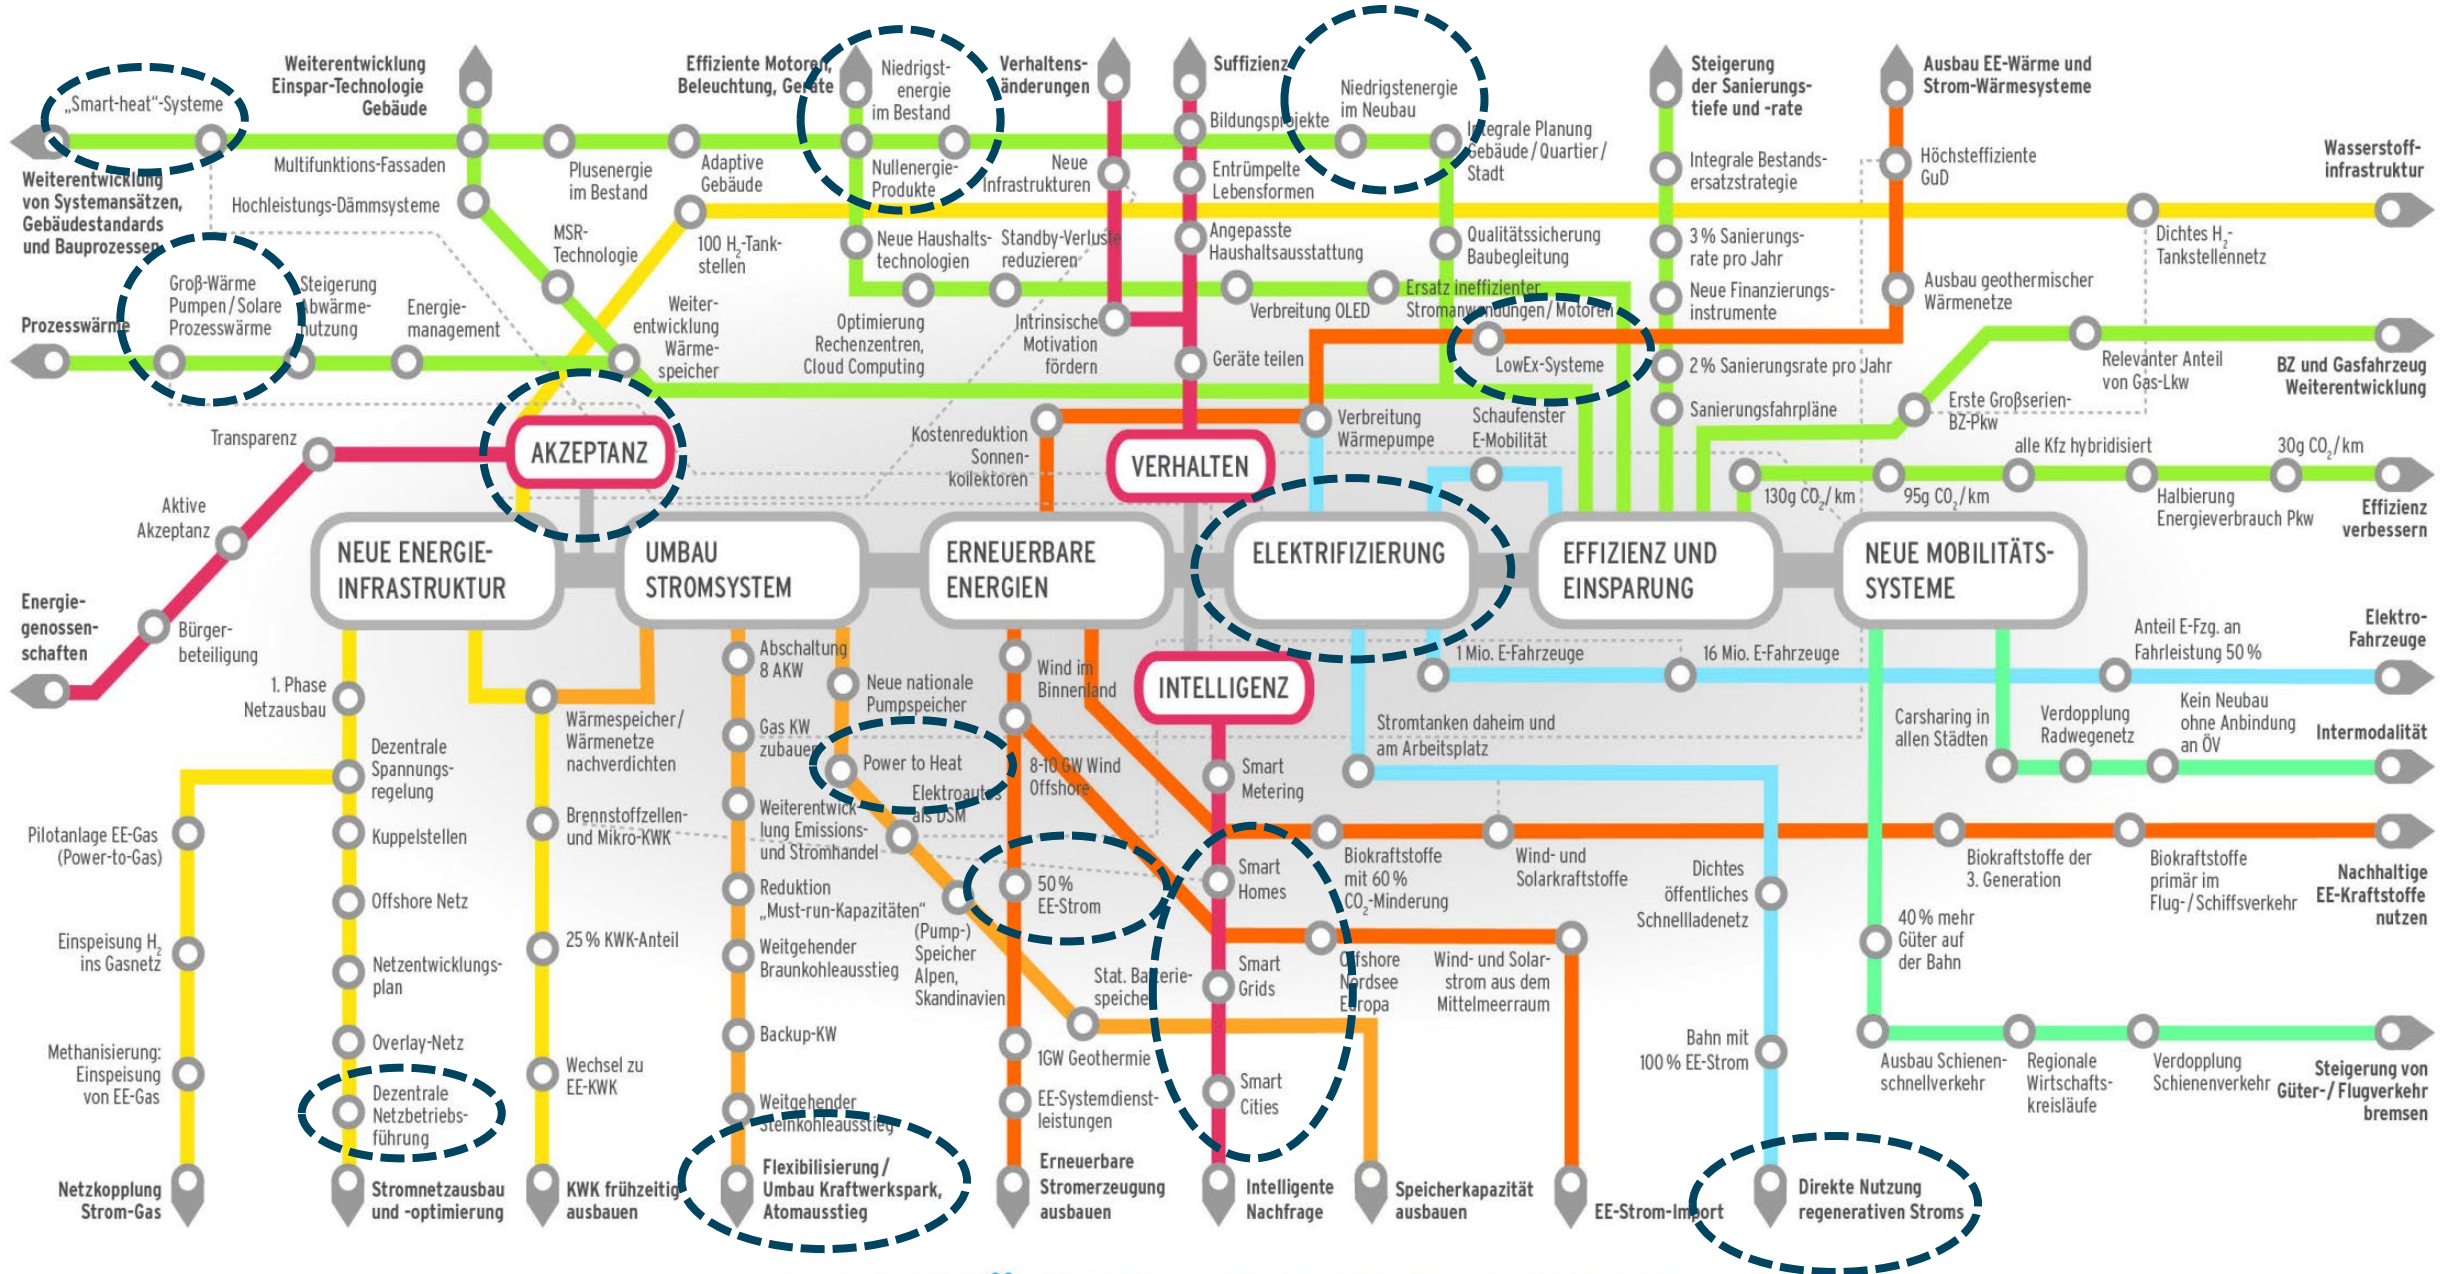 Weiterentwicklung
Einspar-Technologie
Gebäude
Effiziente Motoren,
Beleuchtung, Geräte
Niedrigst-
energie
im Bestand
Verhaltens-
änderungen
Suffizienz
Niedrigstenergie
im Neubau
Steigerung
der Sanierungs-
tiefe und -rate
Ausbau EE-Wärme und
Strom-Wärmesysteme
„Smart-heat“-Systeme
Weiterentwicklung
von Systemansätzen,
Gebäudestandards
und Bauprozessen
Multifunktions-Fassaden
Hochleistungs-Dämmsysteme
Plusenergie
im Bestand
Adaptive
Gebäude
Nullenergie-
Produkte
Neue
Infrastrukturen
Bildungsprojekte
Entrümpelte
Lebensformen
Integrale Planung
Gebäude/Quartier/
Stadt
Integrale Bestands-
ersatzstrategie
Höchsteffiziente
GuD
Wasserstoff-
infrastruktur
MSR-
Technologie
100 H₂-Tank-
stellen
Neue Haushalts-
technologien
Standby-Verluste
reduzieren
Angepasste
Haushaltsausstattung
Qualitätssicherung
Baubegleitung
3 % Sanierungs-
rate pro Jahr
Dichtes H₂-
Tankstellennetz
Groß-Wärme
Pumpen/Solare
Prozesswärme
Steigerung
Abwärme-
nutzung
Energie-
management
Weiter-
entwicklung
Wärme-
speicher
Prozesswärme
Optimierung
Rechenzentren,
Cloud Computing
Intrinsische
Motivation
fördern
Verbreitung OLED
Ersatz ineffizienter
Stromanwendungen/Motoren
Neue Finanzierungs-
instrumente
Ausbau geothermischer
Wärmenetze
Geräte teilen
LowEx-Systeme
2 % Sanierungsrate pro Jahr
Relevanter Anteil
von Gas-Lkw
BZ und Gasfahrzeug
Weiterentwicklung
Transparenz
AKZEPTANZ
Kostenreduktion
Sonnen-
kollektoren
VERHALTEN
Verbreitung
Wärmepumpe
Schaufenster
E-Mobilität
Sanierungsfahrpläne
Erste Großserien-
BZ-Pkw
alle Kfz hybridisiert
30g CO₂/km
130g CO₂/km
95g CO₂/km
Halbierung
Energieverbrauch Pkw
Effizienz
verbessern
Aktive
Akzeptanz
NEUE ENERGIE-
INFRASTRUKTUR
UMBAU
STROMSYSTEM
ERNEUERBARE
ENERGIEN
ELEKTRIFIZIERUNG
EFFIZIENZ UND
EINSPARUNG
NEUE MOBILITÄTS-
SYSTEME
Energie-
genossen-
schaften
Bürger-
beteiligung
1. Phase
Netzausbau
Abschaltung
8 AKW
Neue nationale
Pumpspeicher
Wind im
Binnenland
INTELLIGENZ
1 Mio. E-Fahrzeuge
16 Mio. E-Fahrzeuge
Anteil E-Fzg. an
Fahrleistung 50 %
Elektro-
Fahrzeuge
Dezentrale
Spannungs-
regelung
Wärmespeicher/
Wärmenetze
nachverdichten
Gas KW
zubauen
Power to Heat
Elektroautos
als DSM
8-10 GW Wind
Offshore
Smart
Metering
Stromtanken daheim und
am Arbeitsplatz
Carsharing in
allen Städten
Verdopplung
Radwegenetz
Kein Neubau
ohne Anbindung
an ÖV
Intermodalität
Pilotanlage EE-Gas
(Power-to-Gas)
Kuppelstellen
Brennstoffzellen-
und Mikro-KWK
Weiterentwick-
lung Emissions-
und Stromhandel
Smart
Homes
Biokraftstoffe
mit 60 %
CO₂-Minderung
Wind- und
Solarkraftstoffe
Dichtes
öffentliches
Schnellladenetz
Biokraftstoffe der
3. Generation
Biokraftstoffe
primär im
Flug-/Schiffsverkehr
Nachhaltige
EE-Kraftstoffe
nutzen
Offshore Netz
Reduktion
„Must-run-Kapazitäten“
50 %
EE-Strom
Einspeisung H₂
ins Gasnetz
Netzentwicklungs-
plan
25 % KWK-Anteil
Weitgehender
Braunkohleausstieg
(Pump-)
Speicher
Alpen,
Skandinavien
Stat. Batterie-
speicher
Smart
Grids
Offshore
Nordsee
Europa
Wind- und Solar-
strom aus dem
Mittelmeerraum
40 % mehr
Güter auf
der Bahn
Methanisierung:
Einspeisung
von EE-Gas
Overlay-Netz
Wechsel zu
EE-KWK
Backup-KW
1GW Geothermie
Smart
Cities
Bahn mit
100 % EE-Strom
Ausbau Schienen-
schnellverkehr
Regionale
Wirtschafts-
kreisläufe
Verdopplung
Schienenverkehr
Steigerung von
Güter-/Flugverkehr
bremsen
Dezentrale
Netzbetriebs-
führung
Weitgehender
Steinkohleausstieg
EE-Systemdienst-
leistungen
Netzkopplung
Strom-Gas
Stromnetzausbau
und -optimierung
KWK frühzeitig
ausbauen
Flexibilisierung/
Umbau Kraftwerkspark,
Atomausstieg
Erneuerbare
Stromerzeugung
ausbauen
Intelligente
Nachfrage
Speicherkapazität
ausbauen
EE-Strom-Import
Direkte Nutzung
regenerativen Stroms